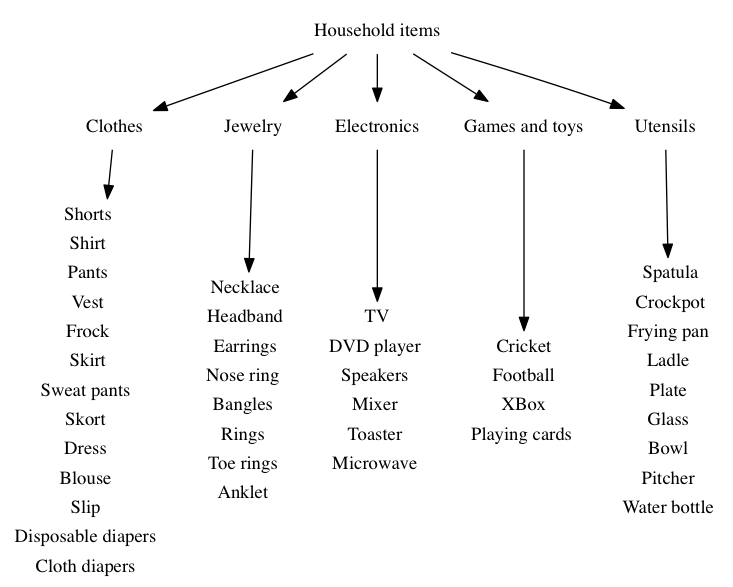 Household items
Clothes
Jewelry
Electronics
Games and toys
Utensils
Shorts
Shirt
Pants
Vest
Frock
Skirt
Sweat pants
Skort
Dress
Blouse
Slip
Disposable diapers
Cloth diapers
Necklace
Headband
Earrings
Nose ring
Bangles
Rings
Toe rings
Anklet
TV
DVD player
Speakers
Mixer
Toaster
Microwave
Cricket
Football
XBox
Playing cards
Spatula
Crockpot
Frying pan
Ladle
Plate
Glass
Bowl
Pitcher
Water bottle